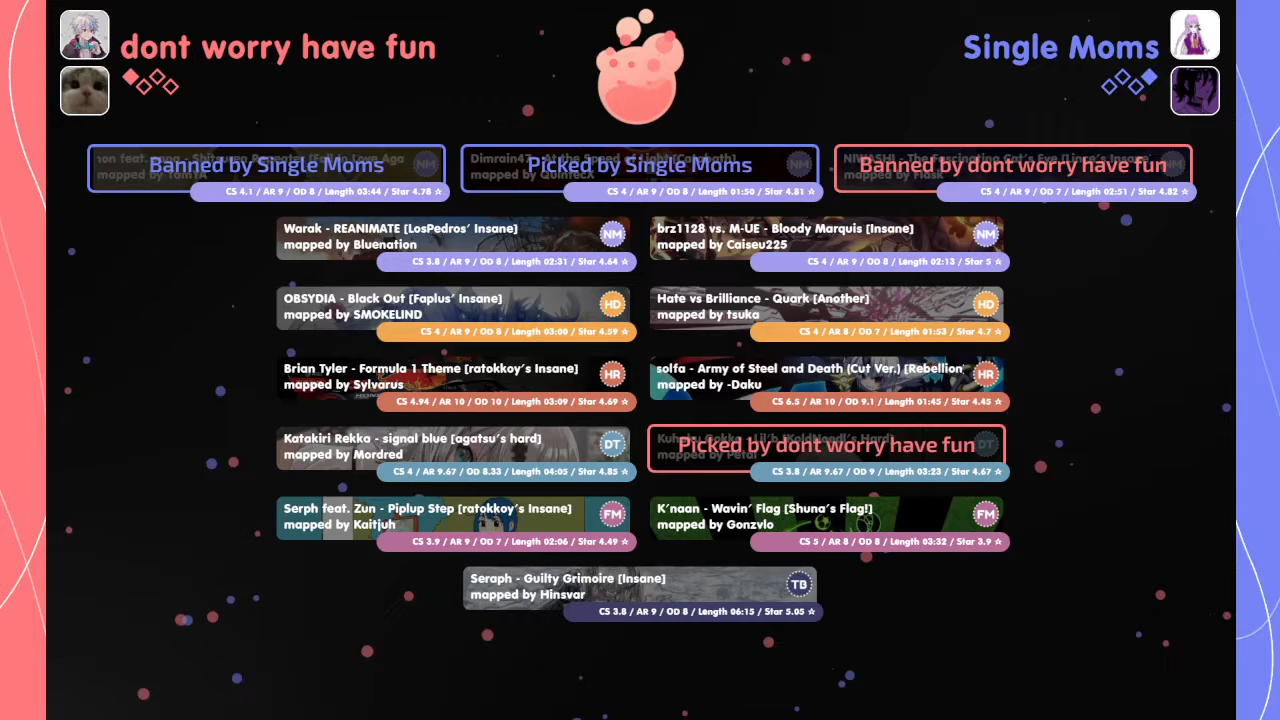 dont worry have fun
Single Moms
Banned by Single Moms
mapped by YamiYA
CS 4.1 / AR 9 / OD 8 / Length 03:44 / Star 4.78 ☆
NM
Picked by Single Moms
mapped by QuintecX
CS 4 / AR 9 / OD 8 / Length 01:50 / Star 4.81 ☆
NM
Banned by dont worry have fun
mapped by Flask
CS 4 / AR 9 / OD 7 / Length 02:51 / Star 4.82 ☆
Warak - REANIMATE [LosPedros' Insane]
mapped by Bluenation
NM
CS 3.8 / AR 9 / OD 8 / Length 02:31 / Star 4.64 ☆
brz1128 vs. M-UE - Bloody Marquis [Insane]
mapped by Caiseu225
NM
CS 4 / AR 9 / OD 8 / Length 02:13 / Star 5 ☆
OBSYDIA - Black Out [Faplus' Insane]
mapped by SMOKELIND
HD
CS 4 / AR 9 / OD 8 / Length 03:00 / Star 4.59 ☆
Hate vs Brilliance - Quark [Another]
mapped by tsuka
HD
CS 4 / AR 8 / OD 7 / Length 01:53 / Star 4.7 ☆
Brian Tyler - Formula 1 Theme [ratokkoy's Insane]
mapped by Sylvarus
HR
CS 4.94 / AR 10 / OD 10 / Length 03:09 / Star 4.69 ☆
solfa - Army of Steel and Death (Cut Ver.) [Rebellion
mapped by -Daku
HR
CS 6.5 / AR 10 / OD 9.1 / Length 01:45 / Star 4.45 ☆
Katakiri Rekka - signal blue [agatsu's hard]
mapped by Mordred
DT
CS 4 / AR 9.67 / OD 8.33 / Length 04:05 / Star 4.85 ☆
Picked by dont worry have fun
mapped by Petal
DT
CS 3.8 / AR 9.67 / OD 9 / Length 03:23 / Star 4.67 ☆
Serph feat. Zun - Piplup Step [ratokkoy's Insane]
mapped by Kaitjuh
FM
CS 3.9 / AR 9 / OD 7 / Length 02:06 / Star 4.49 ☆
K'naan - Wavin' Flag [Shuna's Flag!]
mapped by Gonzvlo
FM
CS 5 / AR 8 / OD 8 / Length 03:32 / Star 3.9 ☆
Seraph - Guilty Grimoire [Insane]
mapped by Hinsvar
TB
CS 3.8 / AR 9 / OD 8 / Length 06:15 / Star 5.05 ☆